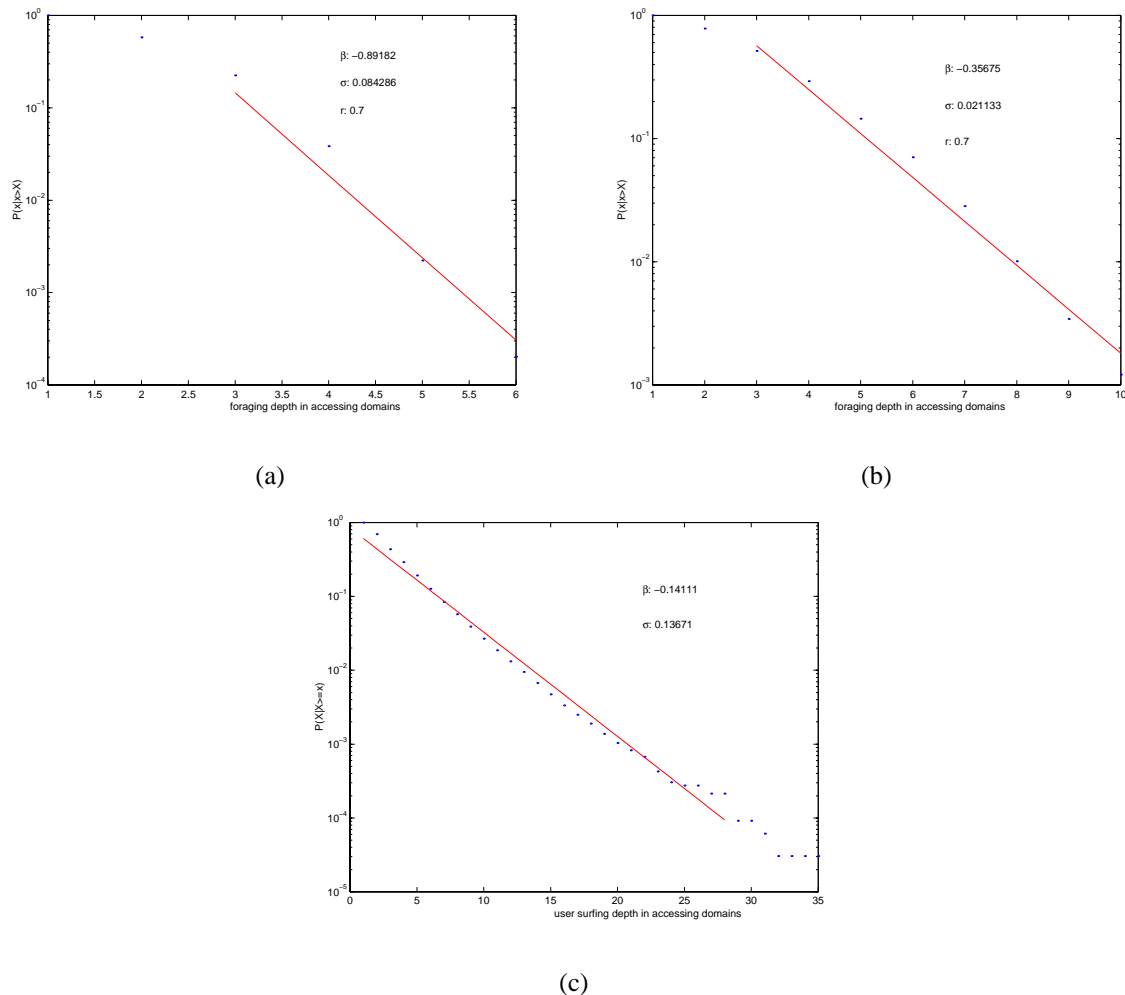 10^0
β: −0.89182
σ: 0.084286
r: 0.7
10^−1
10^−2
10^−3
10^−4
P(x|x>X)
1 1.5 2 2.5 3 3.5 4 4.5 5 5.5 6
foraging depth in accessing domains
(a)
10^0
β: −0.35675
σ: 0.021133
r: 0.7
10^−1
10^−2
10^−3
P(x|x>X)
1 2 3 4 5 6 7 8 9 10
foraging depth in accessing domains
(b)
10^0
β: −0.14111
σ: 0.13671
10^−1
10^−2
10^−3
10^−4
10^−5
P(X|X>=x)
0 5 10 15 20 25 30 35
user surfing depth in accessing domains
(c)